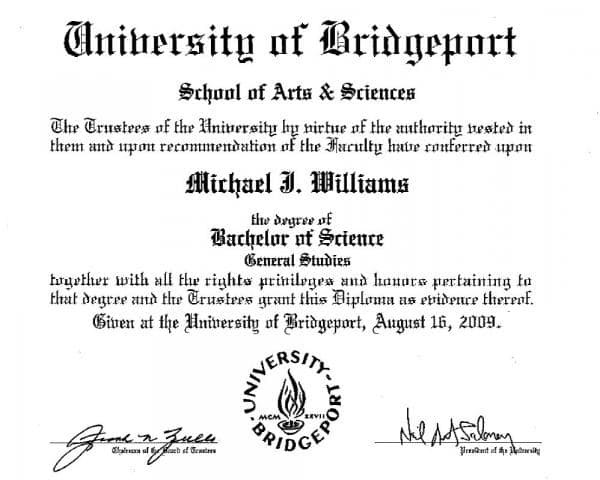 University of Bridgeport
School of Arts & Sciences
The Trustees of the University by virtue of the authority vested in
them and upon recommendation of the Faculty have conferred upon
Michael J. Williams
the degree of
Bachelor of Science
General Studies
together with all the rights privileges and honors pertaining to
that degree and the Trustees grant this Diploma as evidence thereof.
Given at the University of Bridgeport, August 16, 2009.
UNIVERSITY
MCM XXVII
BRIDGEPORT
Chairman of the Board of Trustees
Neil
President of the University